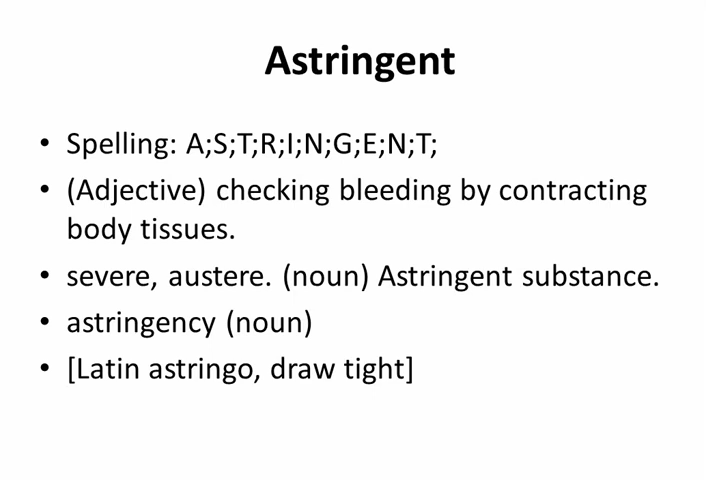 Astringent
• Spelling: A;S;T;R;I;N;G;E;N;T;
• (Adjective) checking bleeding by contracting
body tissues.
• severe, austere. (noun) Astringent substance.
• astringency (noun)
• [Latin astringo, draw tight]